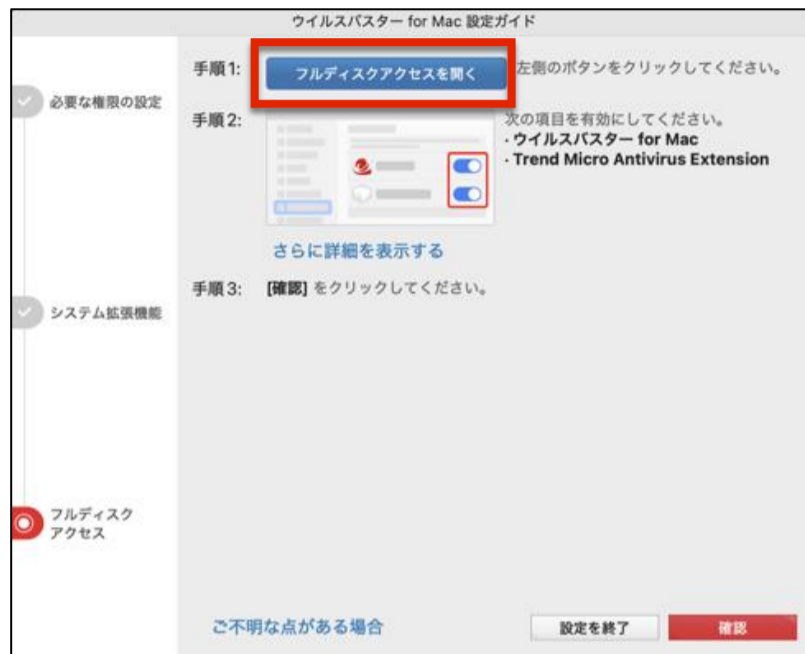 ウイルスバスター for Mac 設定ガイド
手順1:
フルディスクアクセスを開く
左側のボタンをクリックしてください。
必要な権限の設定
手順2:
次の項目を有効にしてください。
・ウイルスバスター for Mac
・Trend Micro Antivirus Extension
さらに詳細を表示する
手順3:
[確認] をクリックしてください。
システム拡張機能
フルディスク
アクセス
ご不明な点がある場合
設定を終了
確認